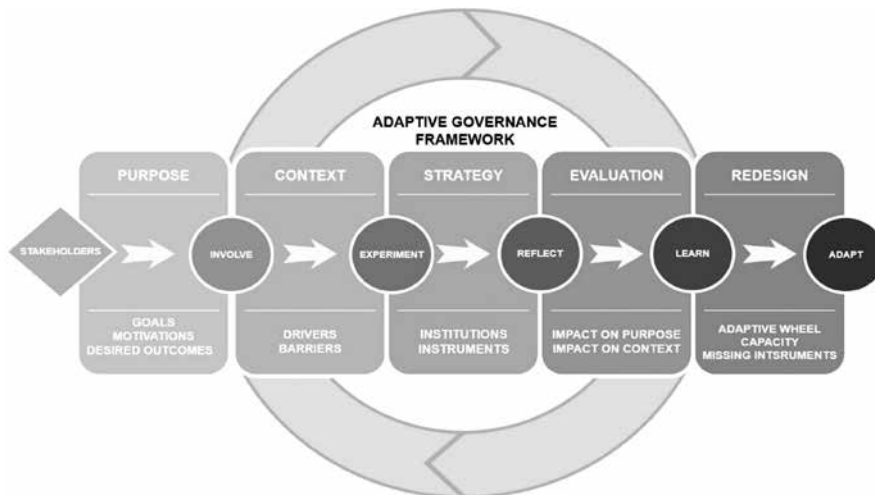 ADAPTIVE GOVERNANCE
FRAMEWORK
PURPOSE
CONTEXT
STRATEGY
EVALUATION
REDESIGN
STAKEHOLDERS
INVOLVE
EXPERIMENT
REFLECT
LEARN
ADAPT
GOALS
MOTIVATIONS
DESIRED OUTCOMES
DRIVERS
BARRIERS
INSTITUTIONS
INSTRUMENTS
IMPACT ON PURPOSE
IMPACT ON CONTEXT
ADAPTIVE WHEEL
CAPACITY
MISSING INTSRUMENTS